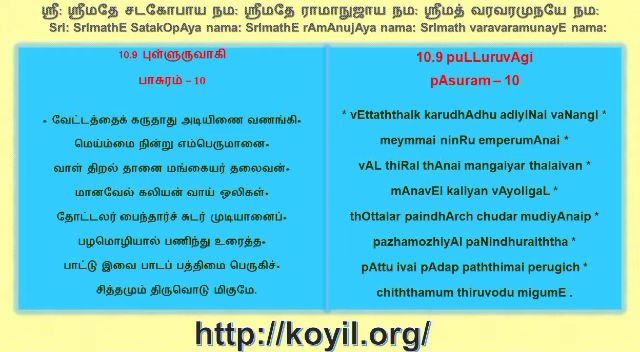 ஸ்ரீ: ஸ்ரீமதே சடகோபாய நம: ஸ்ரீமதே ராமாநுஜாய நம: ஸ்ரீமத் வரவரமுநயே நம:
Sri: SrImathE SatakOpAya nama: SrimathE rAmAnujAya nama: SrImath varavaramunayE nama:
10.9 புள்ளுருவாகி
பாசுரம் – 10
* வேட்டத்தைக் கருதாது அடியிணை வணங்கி*
மெய்ம்மை நின்று எம்பெருமானை*
வாள் திறல் தானை மங்கையர் தலைவன்*
மானவேல் கலியன் வாய் ஒலிகள்*
தோட்டலர் பைந்தார்ச் சுடர் முடியானைப்*
பழமொழியால் பணிந்து உரைத்த*
பாட்டு இவை பாடப் பத்திமை பெருகிச்*
சித்தமும் திருவொடு மிகுமே.
10.9 puLLuruvAgi
pAsuram – 10
* vEttaththaIk karudhAdhu adIyINaI vaNangi *
meymmai ninRu emperumAnai *
vAL thiRal thAnai mangaiyar thalaivan *
mAnavEl kaliyan vAyoligaL *
thOttalar paindhArch chudar mudiyAnaip *
pazhamozhiyAl paNindhuraiththa *
pAttu ivai pAdap paththimai perugich *
chiththamum thiruvodu migumE .
http://koyil.org/